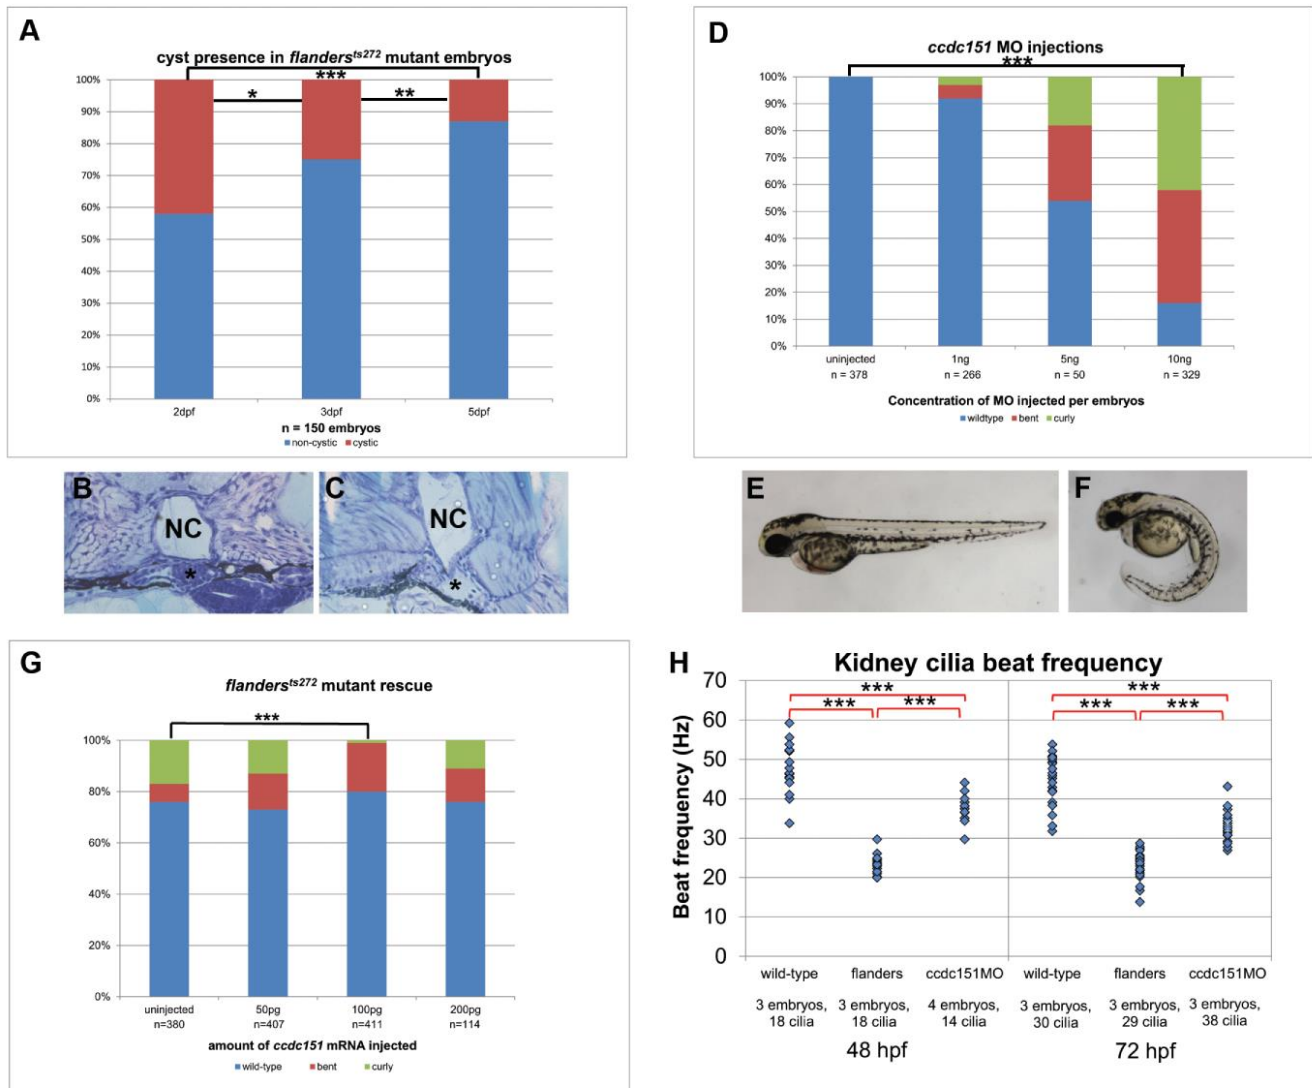 A
cyst presence in flanders^ts272 mutant embryos
***
* **
100%
90%
80%
70%
60%
50%
40%
30%
20%
10%
0%
2dpf 3dpf 5dpf
n = 150 embryos
non-cystic cystic
D
ccdc151 MO injections
***
100%
90%
80%
70%
60%
50%
40%
30%
20%
10%
0%
uninjected 1ng 5ng 10ng
n = 378 n = 266 n = 50 n = 329
Concentration of MO injected per embryos
wildtype bent curly
B
NC
*
C
NC
*
E
F
G
flanders^ts272 mutant rescue
***
100%
80%
60%
40%
20%
0%
uninjected 50pg 100pg 200pg
n=380 n=407 n=411 n=114
amount of ccdc151 mRNA injected
wild-type bent curly
H
Kidney cilia beat frequency
*** ***
*** *** *** ***
Beat frequency (Hz)
70
60
50
40
30
20
10
0
wild-type flanders ccdc151MO wild-type flanders ccdc151MO
3 embryos, 3 embryos, 4 embryos, 3 embryos, 3 embryos, 3 embryos,
18 cilia 18 cilia 14 cilia 30 cilia 29 cilia 38 cilia
48 hpf 72 hpf